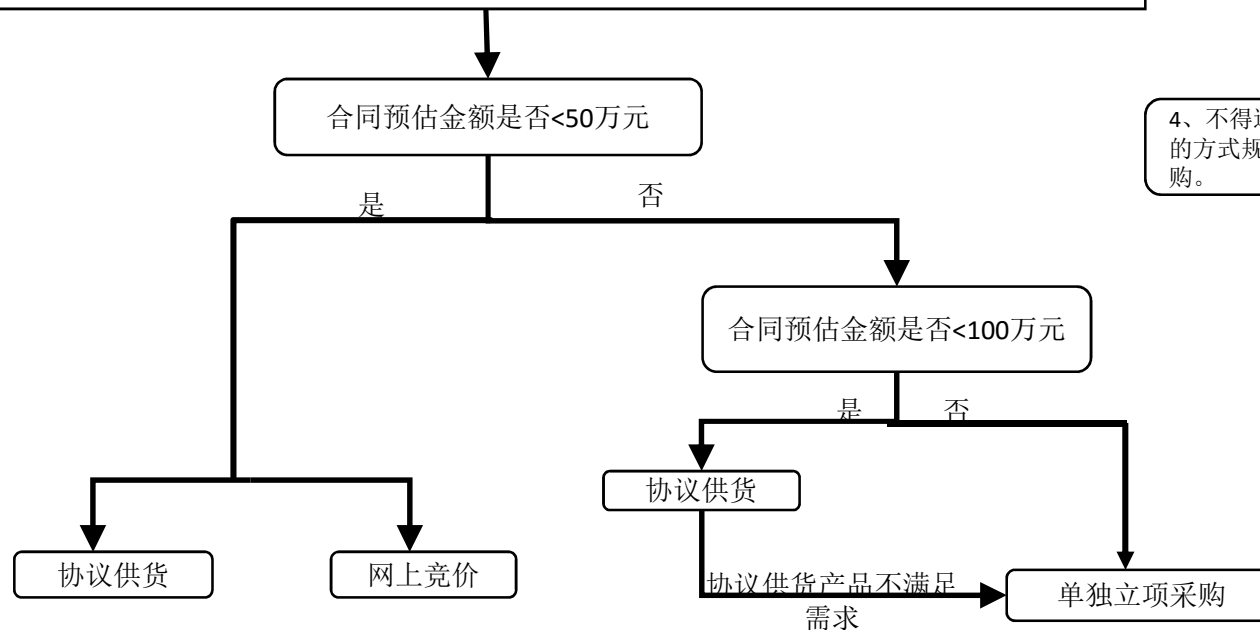 合同预估金额是否<50万元
4、不得
的方式规
购。
是
否
合同预估金额是否<100万元
是
否
协议供货
协议供货
网上竞价
协议供货产品不满足
需求
单独立项采购